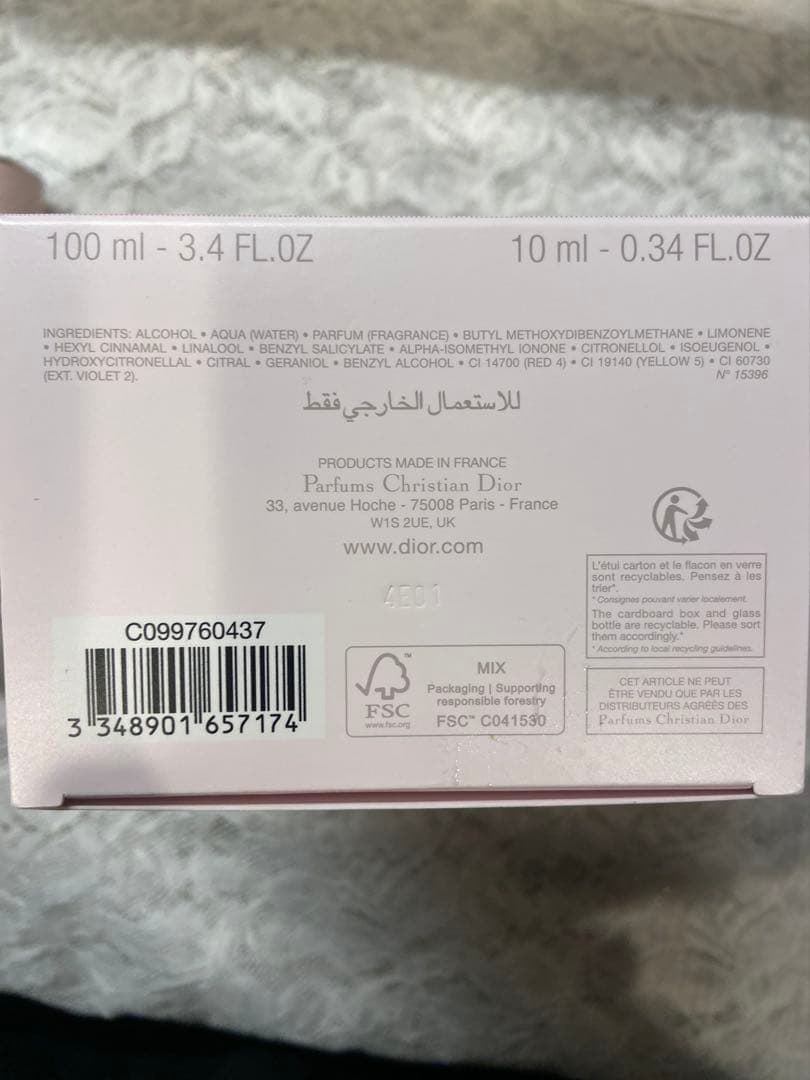 100 ml - 3.4 FL.OZ
10 ml - 0.34 FL.OZ
INGREDIENTS: ALCOHOL • AQUA (WATER) • PARFUM (FRAGRANCE) • BUTYL METHOXYDIBENZOYLMETHANE • LIMONENE
• HEXYL CINNAMAL • LINALOOL • BENZYL SALICYLATE • ALPHA-ISOMETHYL IONONE • CITRONELLOL • ISOEUGENOL •
HYDROXYCITRONELLAL • CITRAL • GERANIOL • BENZYL ALCOHOL • CI 14700 (RED 4) • CI 19140 (YELLOW 5) • CI 60730
(EXT. VIOLET 2).
N° 15396
للاستعمال الخارجي فقط
PRODUCTS MADE IN FRANCE
Parfums Christian Dior
33, avenue Hoche - 75008 Paris - France
W1S 2UE, UK
www.dior.com
4E01
L'étui carton et le flacon en verre
sont recyclables. Pensez à les
trier*.
* Consignes pouvant varier localement.
The cardboard box and glass
bottle are recyclable. Please sort
them accordingly.*
* According to local recycling guidelines.
C099760437
3 348901 657174
FSC™
www.fsc.org
MIX
Packaging | Supporting
responsible forestry
FSC™ C041530
CET ARTICLE NE PEUT
ÊTRE VENDU QUE PAR LES
DISTRIBUTEURS AGRÉÉS DES
Parfums Christian Dior